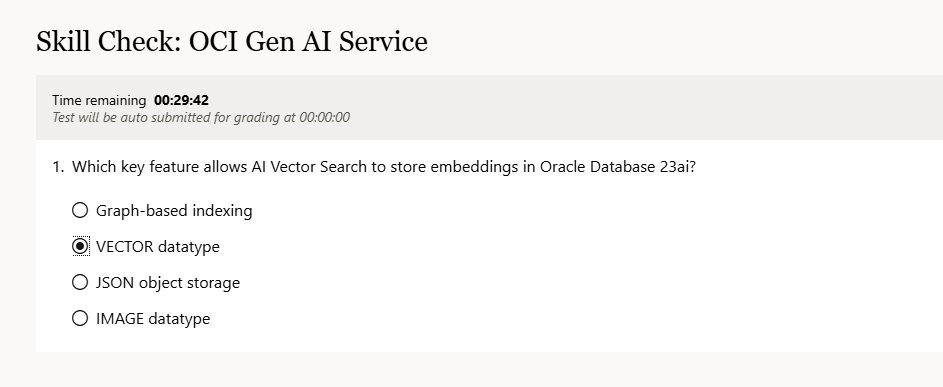 Skill Check: OCI Gen AI Service
Time remaining 00:29:42
Test will be auto submitted for grading at 00:00:00
1. Which key feature allows AI Vector Search to store embeddings in Oracle Database 23ai?
Graph-based indexing
VECTOR datatype
JSON object storage
IMAGE datatype